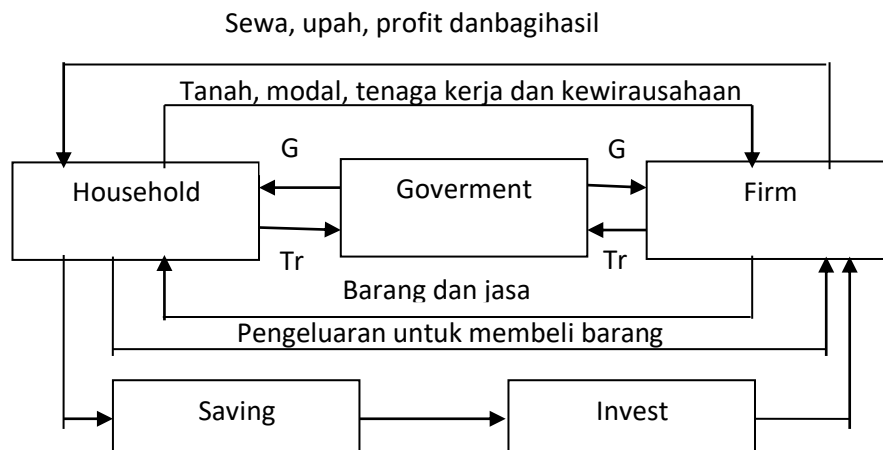 Sewa, upah, profit danbagihasil
Tanah, modal, tenaga kerja dan kewirausahaan
G
G
Household
Goverment
Firm
Tr
Tr
Barang dan jasa
Pengeluaran untuk membeli barang
Saving
Invest